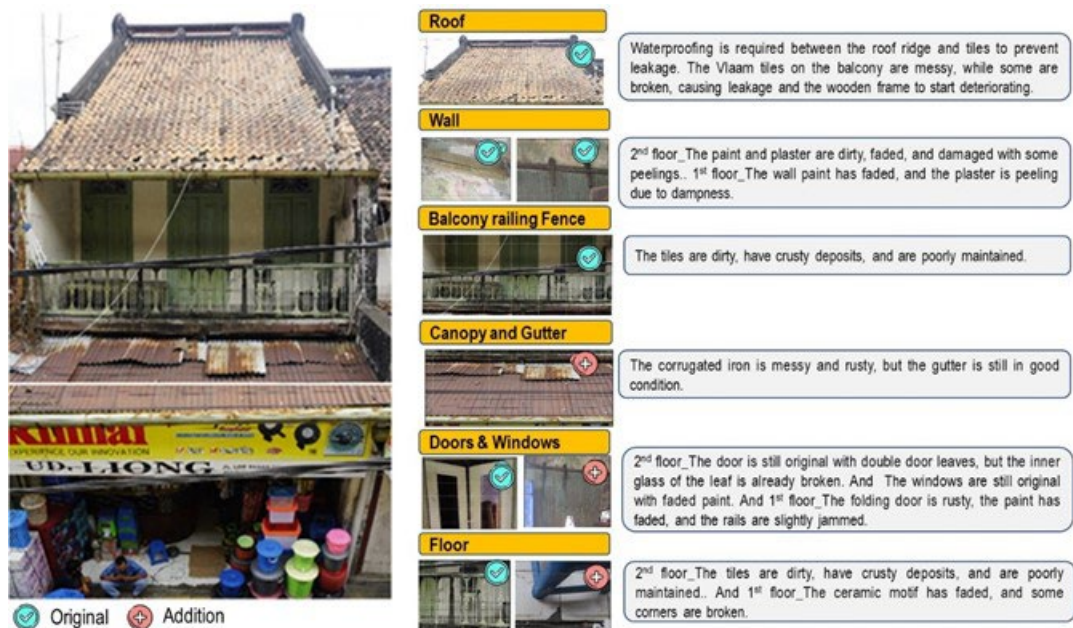 Roof
Waterproofing is required between the roof ridge and tiles to prevent
leakage. The Vlaam tiles on the balcony are messy, while some are
broken, causing leakage and the wooden frame to start deteriorating.
Wall
2nd floor_The paint and plaster are dirty, faded, and damaged with some
peelings.. 1st floor_The wall paint has faded, and the plaster is peeling
due to dampness.
Balcony railing Fence
The tiles are dirty, have crusty deposits, and are poorly maintained.
Canopy and Gutter
The corrugated iron is messy and rusty, but the gutter is still in good
condition.
Doors & Windows
2nd floor_The door is still original with double door leaves, but the inner
glass of the leaf is already broken. And The windows are still original
with faded paint. And 1st floor_The folding door is rusty, the paint has
faded, and the rails are slightly jammed.
Floor
2nd floor_The tiles are dirty, have crusty deposits, and are poorly
maintained.. And 1st floor_The ceramic motif has faded, and some
corners are broken.
EXPERIENCE OUR INNOVATION
UD. LIONG
Original
Addition